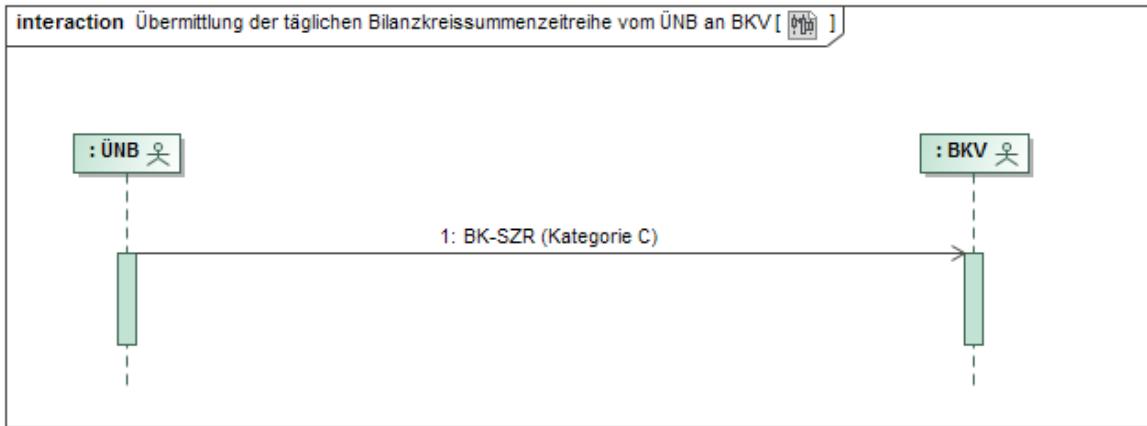 interaction Übermittlung der täglichen Bilanzkreissummenzeitreihe vom ÜNB an BKV [ ]
: ÜNB
: BKV
1: BK-SZR (Kategorie C)